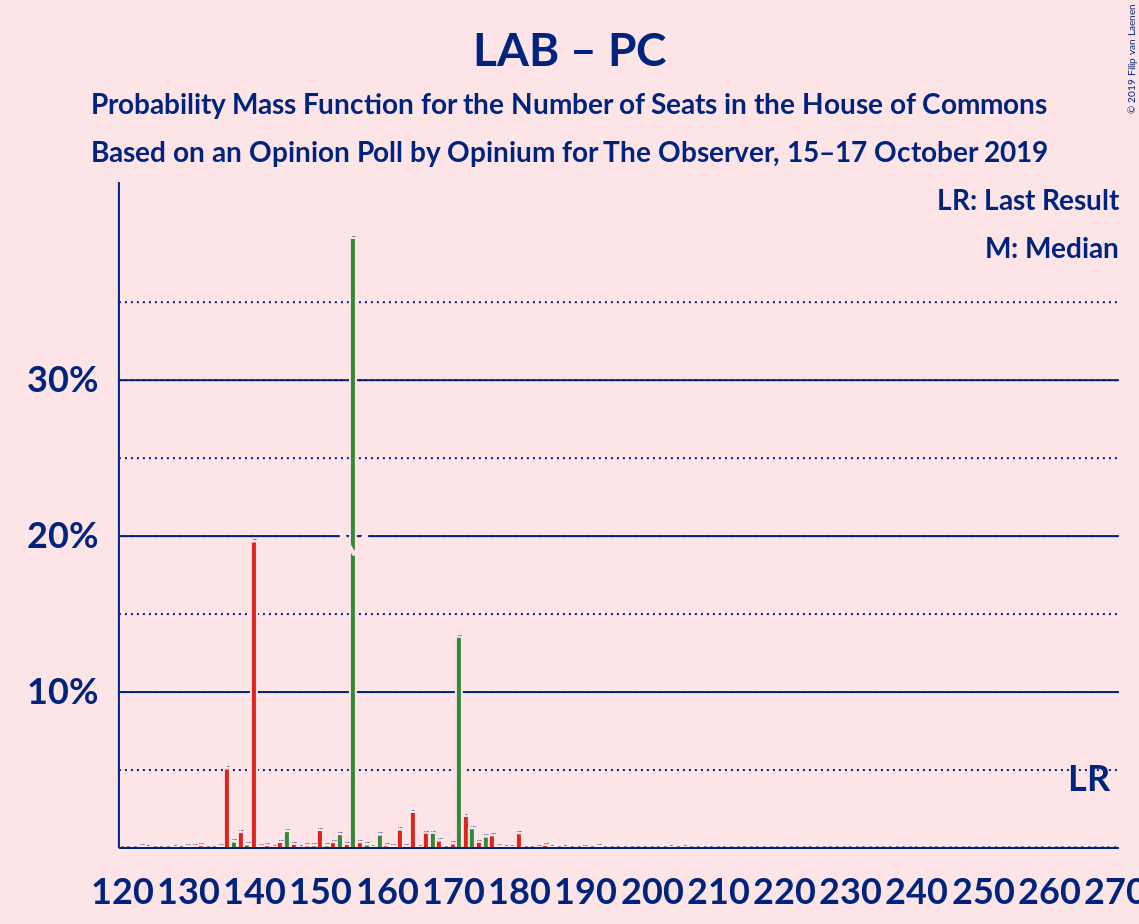 LAB – PC
Probability Mass Function for the Number of Seats in the House of Commons
Based on an Opinion Poll by Opinium for The Observer, 15–17 October 2019
© 2019 Filip van Laenen
LR: Last Result
M: Median
30%
20%
10%
LR
120 130 140 150 160 170 180 190 200 210 220 230 240 250 260 270